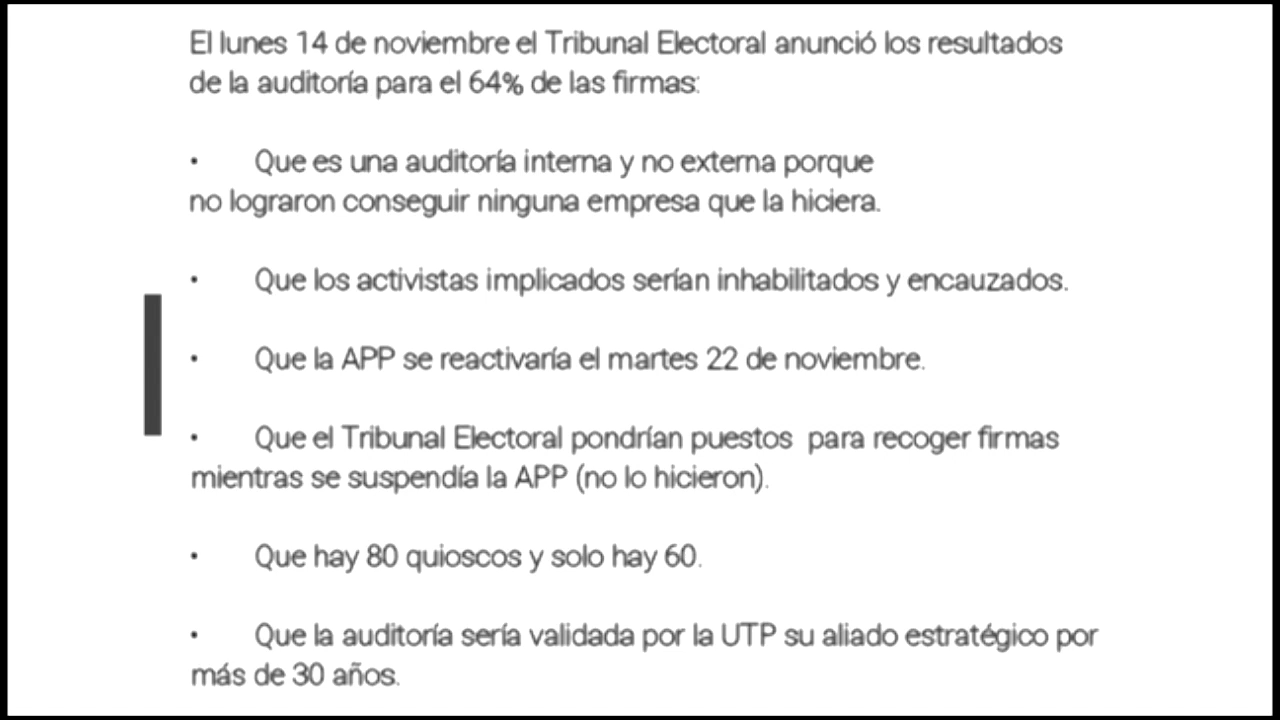 El lunes 14 de noviembre el Tribunal Electoral anunció los resultados
de la auditoría para el 64% de las firmas:
• Que es una auditoría interna y no externa porque
no lograron conseguir ninguna empresa que la hiciera.
• Que los activistas implicados serían inhabilitados y encauzados.
• Que la APP se reactivaría el martes 22 de noviembre.
• Que el Tribunal Electoral pondrían puestos para recoger firmas
mientras se suspendía la APP (no lo hicieron).
• Que hay 80 quioscos y solo hay 60.
• Que la auditoría sería validada por la UTP su aliado estratégico por
más de 30 años.